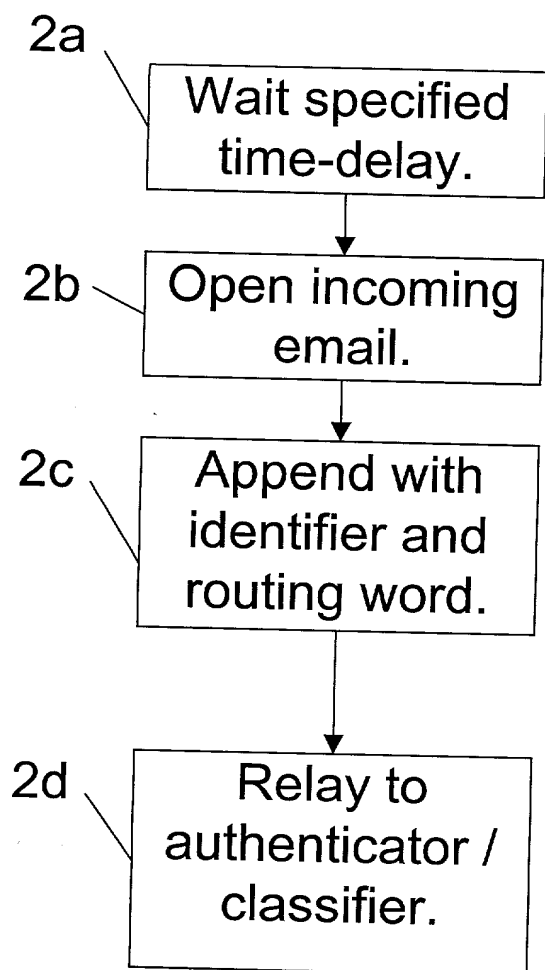 2a
Wait specified
time-delay.
2b
Open incoming
email.
2c
Append with
identifier and
routing word.
2d
Relay to
authenticator /
classifier.